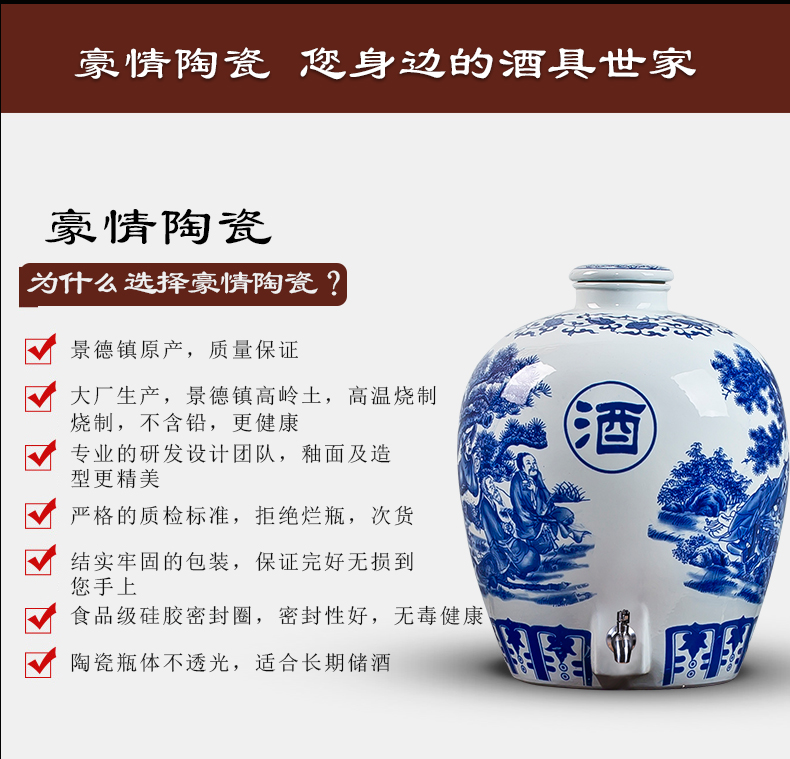 豪情陶瓷 您身边的酒具世家
豪情陶瓷
为什么选择豪情陶瓷？
景德镇原产，质量保证
大厂生产，景德镇高岭土，高温烧制
烧制，不含铅，更健康
专业的研发设计团队，釉面及造
型更精美
严格的质检标准，拒绝烂瓶，次货
结实牢固的包装，保证完好无损到
您手上
食品级硅胶密封圈，密封性好，无毒健康
陶瓷瓶体不透光，适合长期储酒
酒